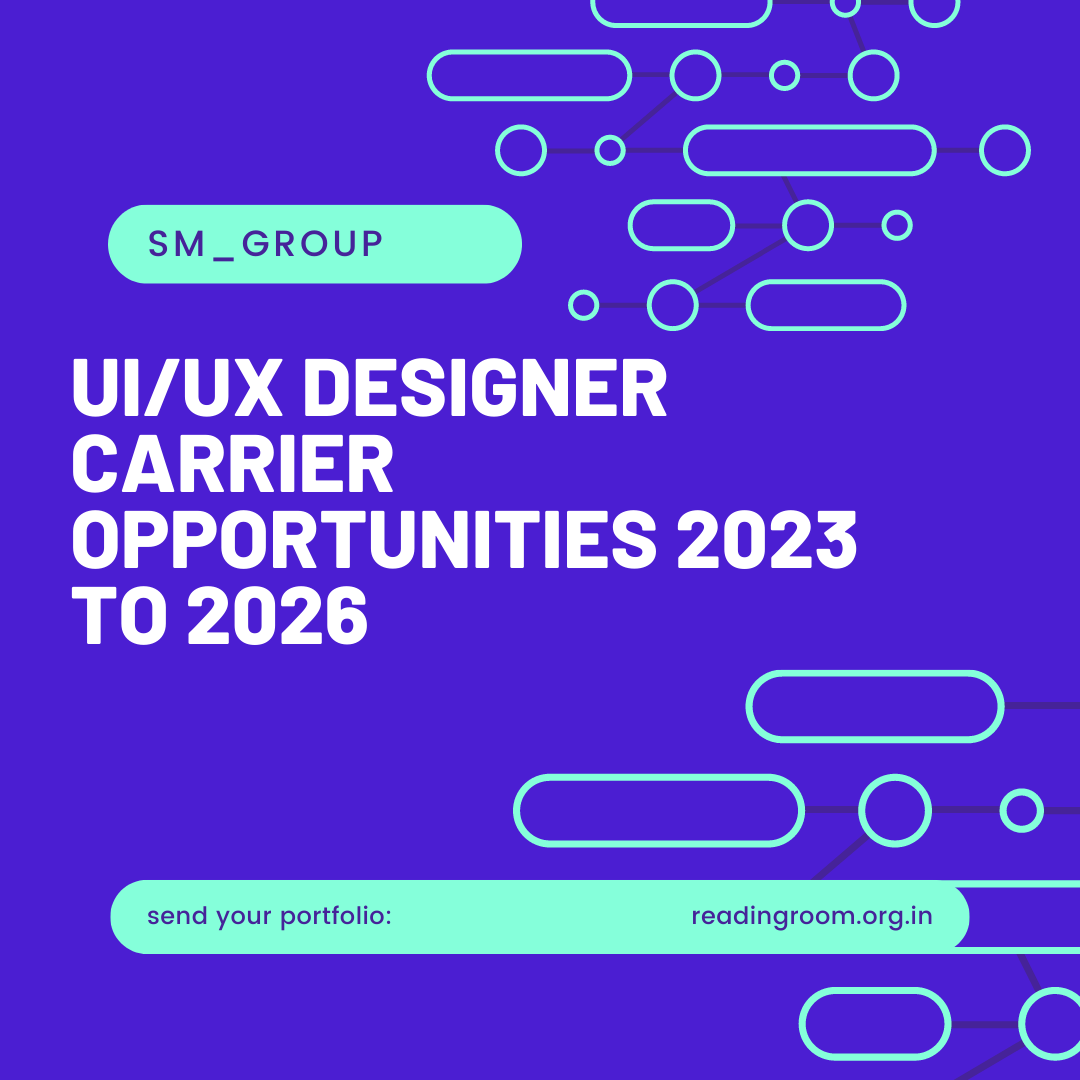 SM_GROUP
UI/UX DESIGNER
CARRIER
OPPORTUNITIES 2023
TO 2026
send your portfolio: readingroom.org.in